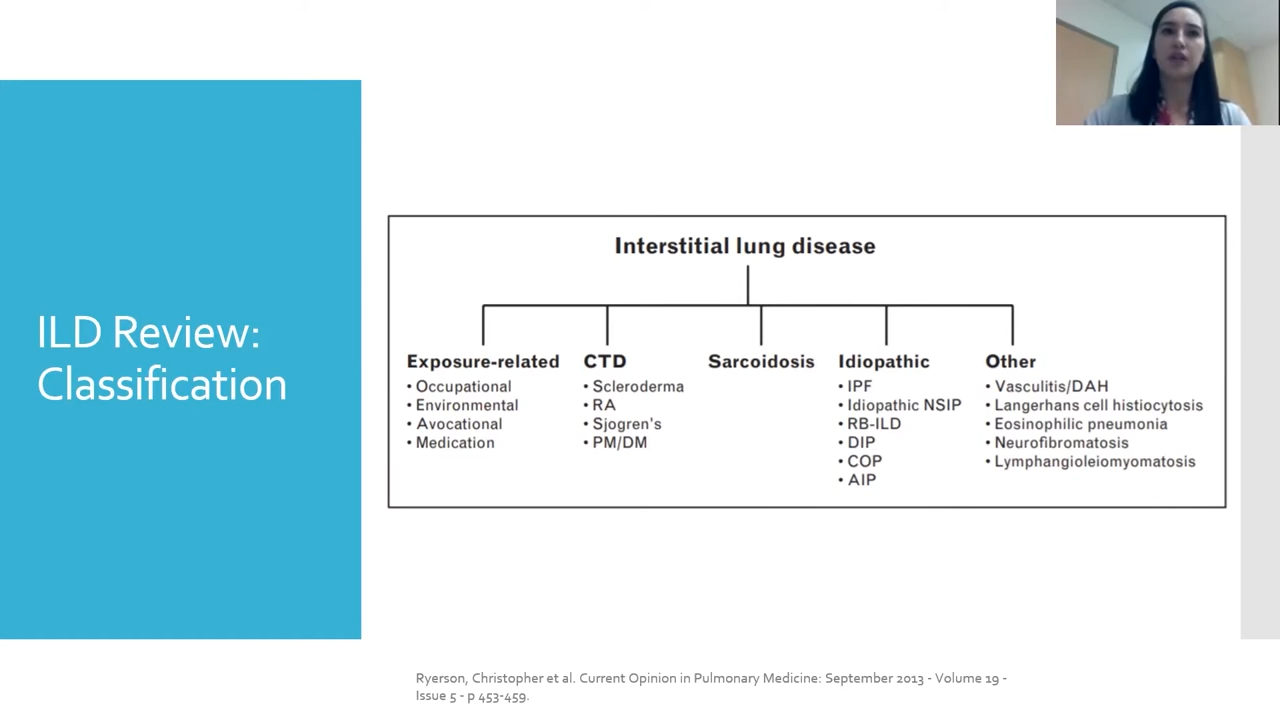 ILD Review:
Classification
Interstitial lung disease
Exposure-related
• Occupational
• Environmental
• Avocational
• Medication
CTD
• Scleroderma
• RA
• Sjogren's
• PM/DM
Sarcoidosis
Idiopathic
• IPF
• Idiopathic NSIP
• RB-ILD
• DIP
• COP
• AIP
Other
• Vasculitis/DAH
• Langerhans cell histiocytosis
• Eosinophilic pneumonia
• Neurofibromatosis
• Lymphangioleiomyomatosis
Ryerson, Christopher et al. Current Opinion in Pulmonary Medicine: September 2013 - Volume 19 -
Issue 5 - p 453-459.